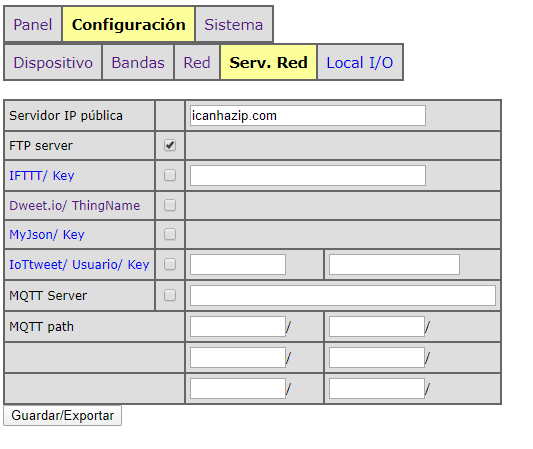 Panel Configuración Sistema
Dispositivo Bandas Red Serv. Red Local I/O
Servidor IP pública icanhazip.com
FTP server
IFTTT/ Key
Dweet.io/ ThingName
MyJson/ Key
IoTtweet/ Usuario/ Key
MQTT Server
MQTT path / /
/ /
/ /
Guardar/Exportar